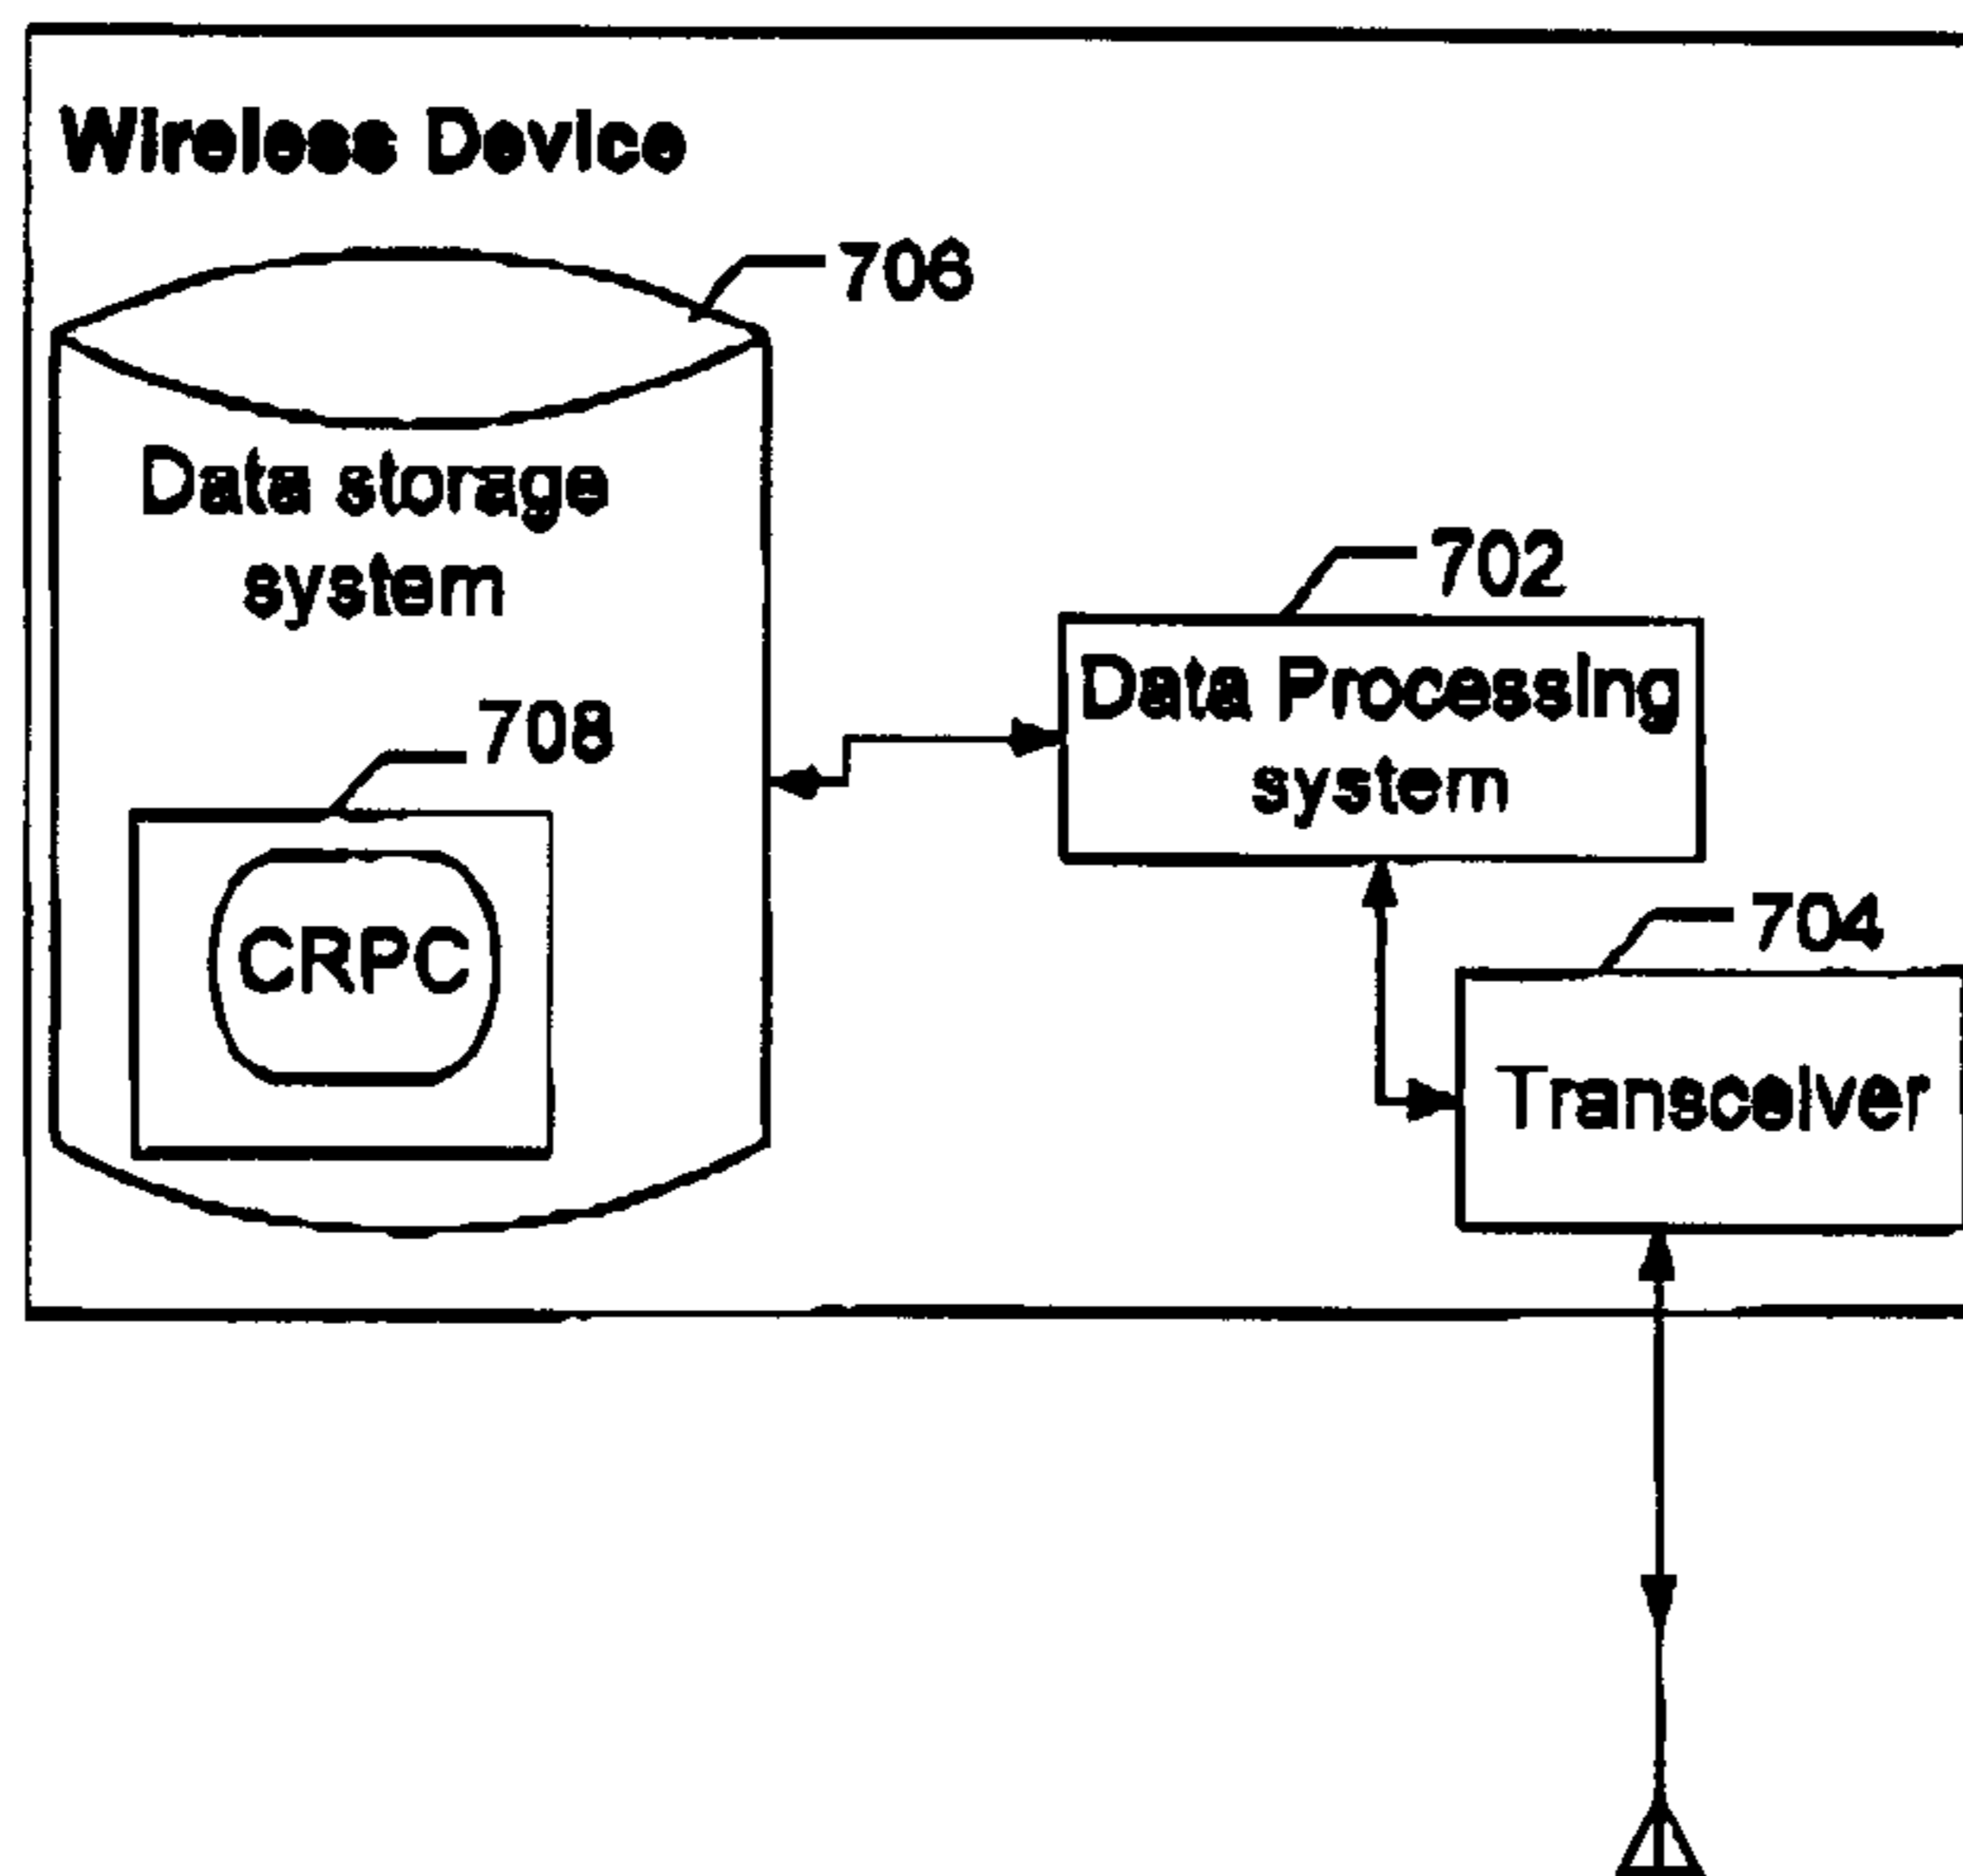 Wireless Device
706
Data storage
system
702
Data Processing
system
708
CRPC
704
Transceiver